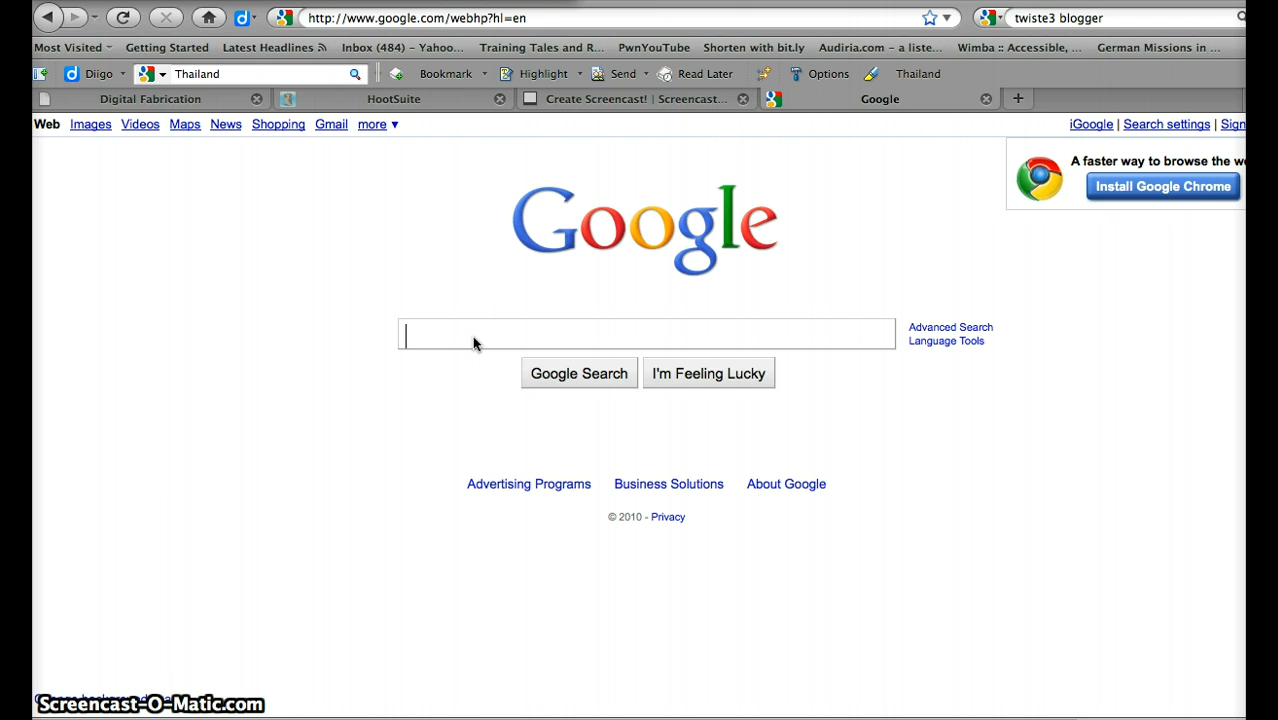 http://www.google.com/webhp?hl=en
twiste3 blogger
Most Visited
Getting Started
Latest Headlines
Inbox (484) – Yahoo...
Training Tales and R...
PwnYouTube
Shorten with bit.ly
Audiria.com - a liste...
Wimba :: Accessible, ...
German Missions in ...
Diigo
Thailand
Bookmark
Highlight
Send
Read Later
Options
Thailand
Digital Fabrication
HootSuite
Create Screencast! | Screencast...
Google
Web Images Videos Maps News Shopping Gmail more ▼
iGoogle | Search settings | Sign
A faster way to browse the we
Install Google Chrome
Google
Advanced Search
Language Tools
Google Search
I'm Feeling Lucky
Advertising Programs
Business Solutions
About Google
© 2010 - Privacy
Screencast-O-Matic.com